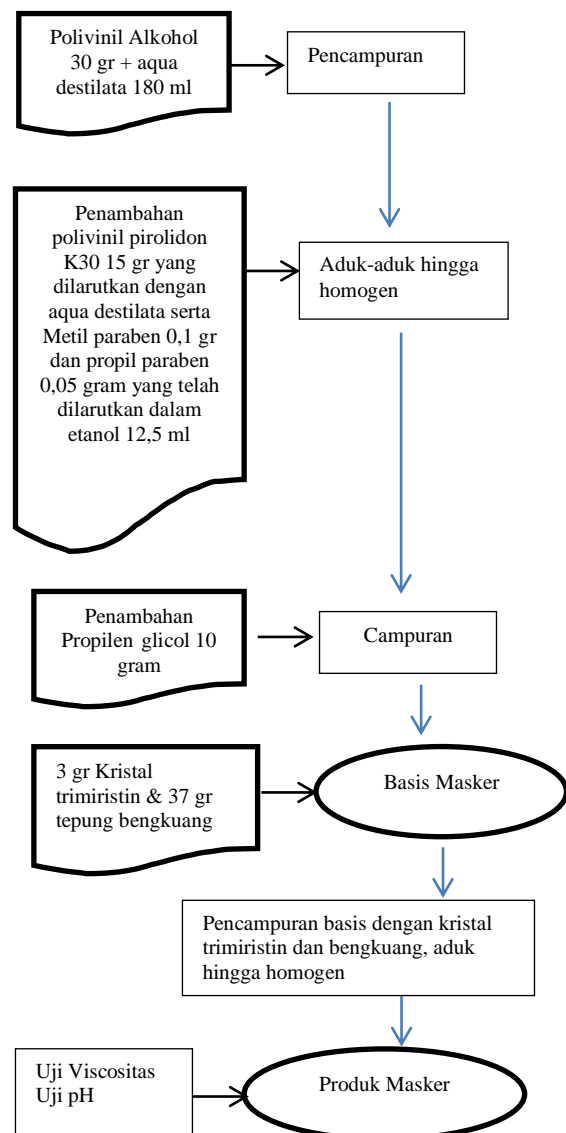 Polivinil Alkohol
30 gr + aqua
destilata 180 ml
Pencampuran
Penambahan
polivinil pirolidon
K30 15 gr yang
dilarutkan dengan
aqua destilata serta
Metil paraben 0,1 gr
dan propil paraben
0,05 gram yang telah
dilarutkan dalam
etanol 12,5 ml
Aduk-aduk hingga
homogen
Penambahan
Propilen glicol 10
gram
Campuran
3 gr Kristal
trimiristin & 37 gr
tepung bengkuang
Basis Masker
Pencampuran basis dengan kristal
trimiristin dan bengkuang, aduk
hingga homogen
Uji Viscositas
Uji pH
Produk Masker